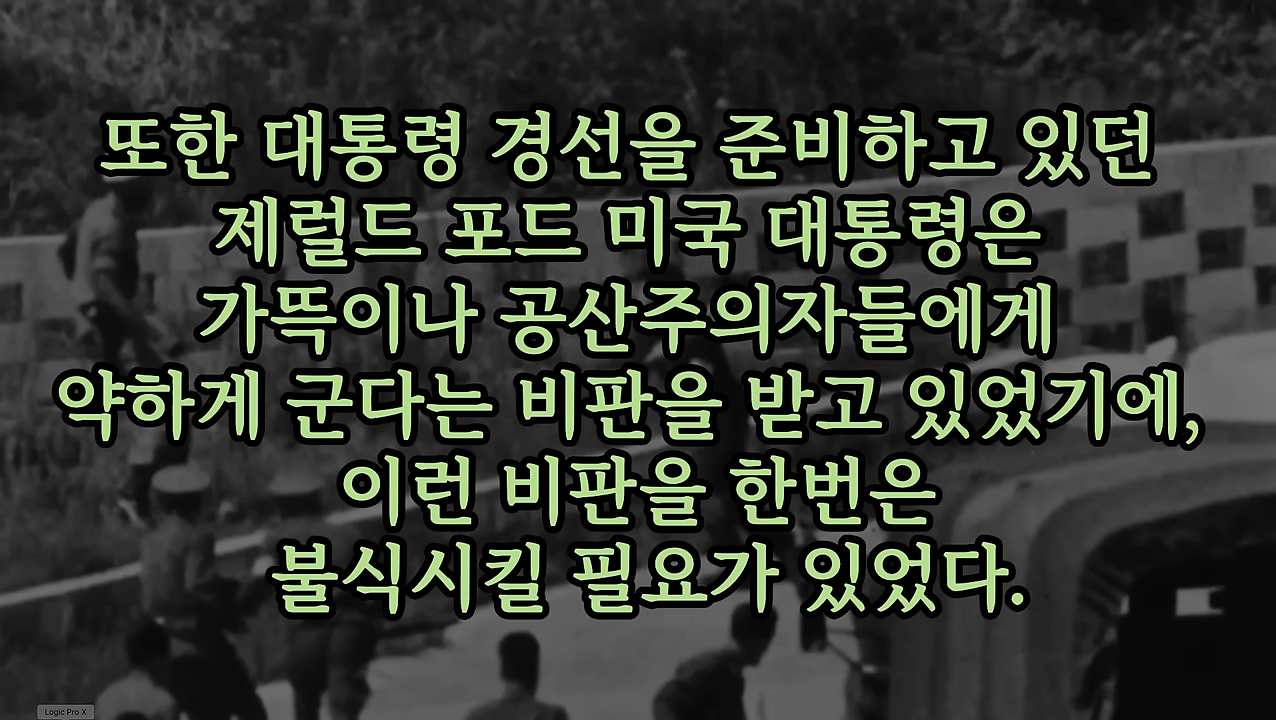 또한 대통령 경선을 준비하고 있던
제럴드 포드 미국 대통령은
가뜩이나 공산주의자들에게
약하게 군다는 비판을 받고 있었기에,
이런 비판을 한번은
불식시킬 필요가 있었다.
Logic Pro X